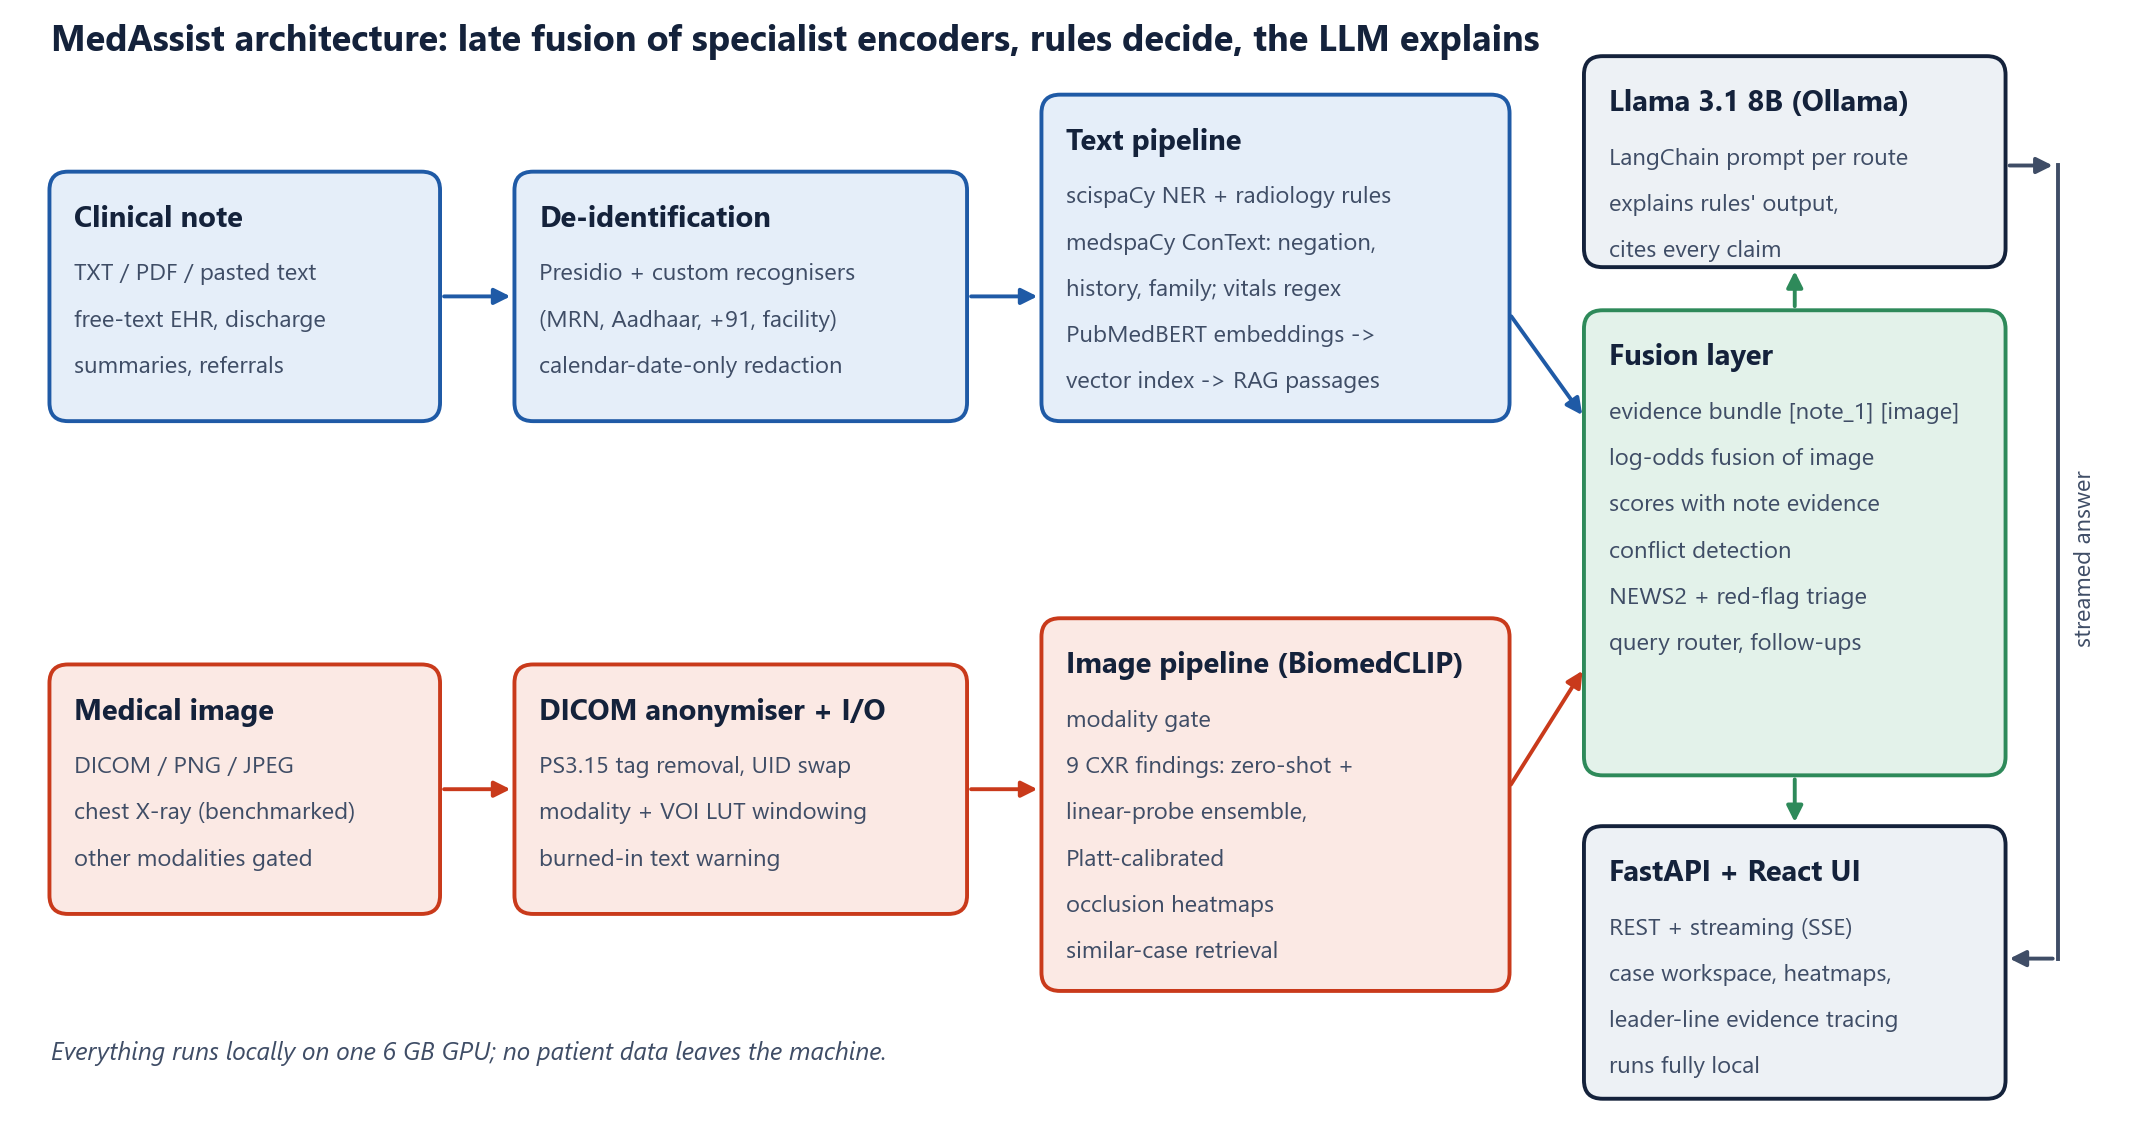 MedAssist architecture: late fusion of specialist encoders, rules decide, the LLM explains
Clinical note
TXT / PDF / pasted text
free-text EHR, discharge
summaries, referrals
De-identification
Presidio + custom recognisers
(MRN, Aadhaar, +91, facility)
calendar-date-only redaction
Text pipeline
scispaCy NER + radiology rules
medspaCy ConText: negation,
history, family; vitals regex
PubMedBERT embeddings ->
vector index -> RAG passages
Llama 3.1 8B (Ollama)
LangChain prompt per route
explains rules' output,
cites every claim
Fusion layer
evidence bundle [note_1] [image]
log-odds fusion of image
scores with note evidence
conflict detection
NEWS2 + red-flag triage
query router, follow-ups
streamed answer
Medical image
DICOM / PNG / JPEG
chest X-ray (benchmarked)
other modalities gated
DICOM anonymiser + I/O
PS3.15 tag removal, UID swap
modality + VOI LUT windowing
burned-in text warning
Image pipeline (BiomedCLIP)
modality gate
9 CXR findings: zero-shot +
linear-probe ensemble,
Platt-calibrated
occlusion heatmaps
similar-case retrieval
FastAPI + React UI
REST + streaming (SSE)
case workspace, heatmaps,
leader-line evidence tracing
runs fully local
Everything runs locally on one 6 GB GPU; no patient data leaves the machine.